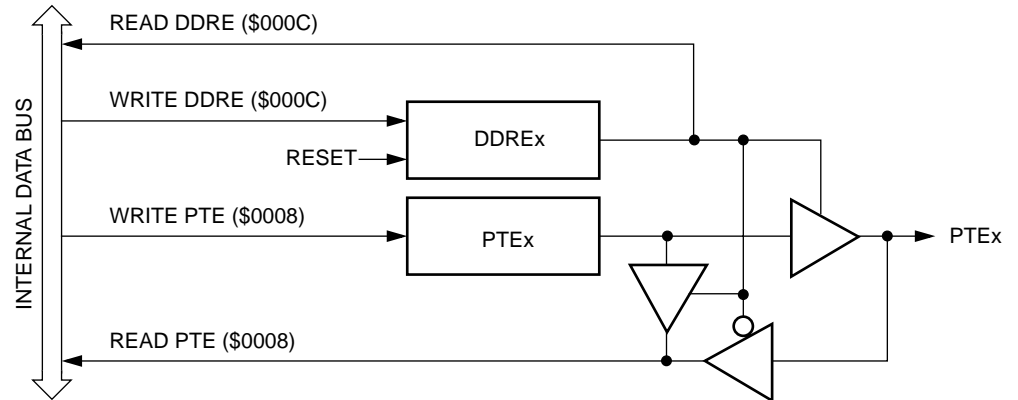 READ DDRE ($000C)
WRITE DDRE ($000C)
DDREx
RESET
WRITE PTE ($0008)
PTEx
PTEx
READ PTE ($0008)
INTERNAL DATA BUS